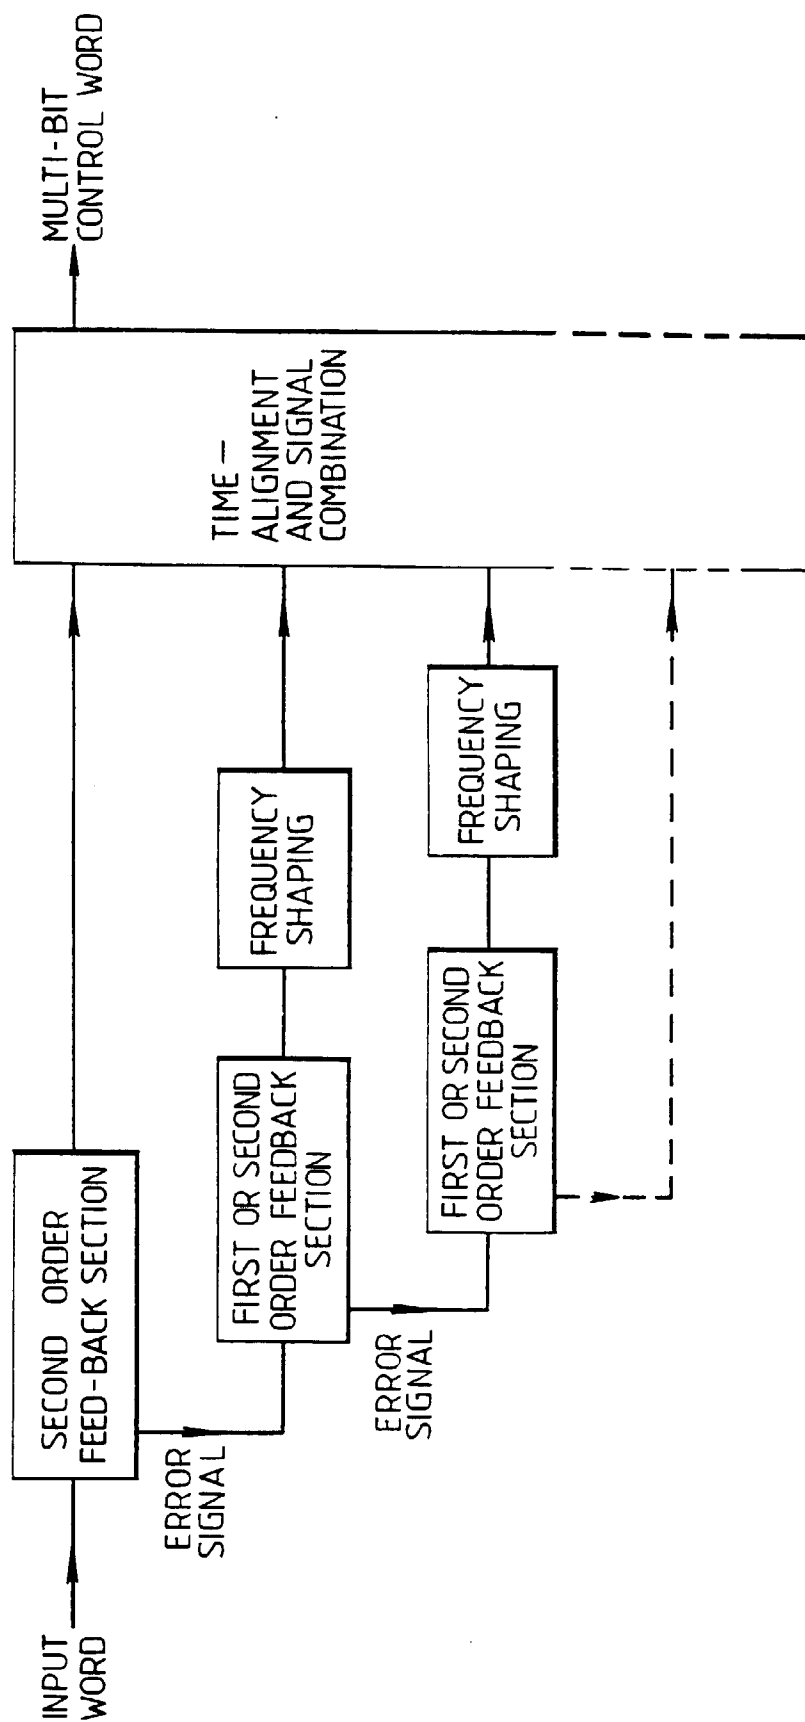 INPUT
WORD
SECOND ORDER
FEED-BACK SECTION
MULTI-BIT
CONTROL WORD
ERROR
SIGNAL
FIRST OR SECOND
ORDER FEEDBACK
SECTION
FREQUENCY
SHAPING
TIME-
ALIGNMENT
AND SIGNAL
COMBINATION
ERROR
SIGNAL
FIRST OR SECOND
ORDER FEEDBACK
SECTION
FREQUENCY
SHAPING